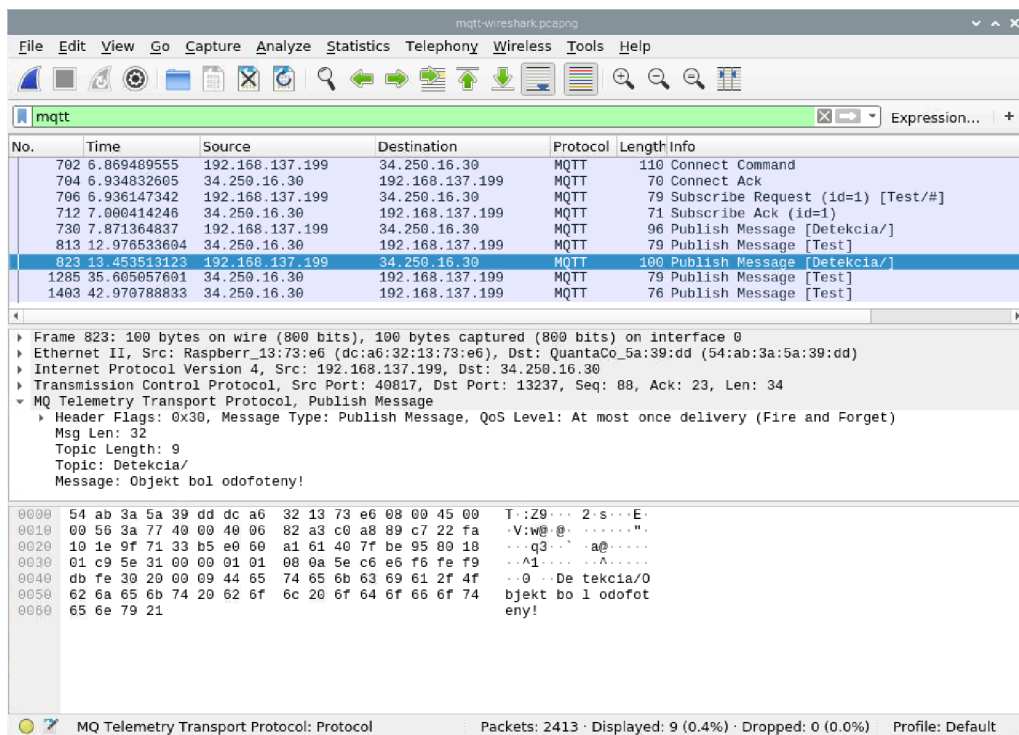 mqtt-wireshark.pcapng
File Edit View Go Capture Analyze Statistics Telephony Wireless Tools Help
mqtt Expression... +
No. Time Source Destination Protocol Length Info
702 6.869489555 192.168.137.199 34.250.16.30 MQTT 110 Connect Command
704 6.934832605 34.250.16.30 192.168.137.199 MQTT 70 Connect Ack
706 6.936147342 192.168.137.199 34.250.16.30 MQTT 79 Subscribe Request (id=1) [Test/#]
712 7.000414246 34.250.16.30 192.168.137.199 MQTT 71 Subscribe Ack (id=1)
730 7.871364837 192.168.137.199 34.250.16.30 MQTT 96 Publish Message [Detekcia/]
813 12.976533604 34.250.16.30 192.168.137.199 MQTT 79 Publish Message [Test]
823 13.453513123 192.168.137.199 34.250.16.30 MQTT 100 Publish Message [Detekcia/]
1285 35.605057601 34.250.16.30 192.168.137.199 MQTT 79 Publish Message [Test]
1403 42.970788833 34.250.16.30 192.168.137.199 MQTT 76 Publish Message [Test]
Frame 823: 100 bytes on wire (800 bits), 100 bytes captured (800 bits) on interface 0
Ethernet II, Src: Raspberr_13:73:e6 (dc:a6:32:13:73:e6), Dst: QuantaCo_5a:39:dd (54:ab:3a:5a:39:dd)
Internet Protocol Version 4, Src: 192.168.137.199, Dst: 34.250.16.30
Transmission Control Protocol, Src Port: 40817, Dst Port: 13237, Seq: 88, Ack: 23, Len: 34
MQ Telemetry Transport Protocol, Publish Message
Header Flags: 0x30, Message Type: Publish Message, QoS Level: At most once delivery (Fire and Forget)
Msg Len: 32
Topic Length: 9
Topic: Detekcia/
Message: Objekt bol odofoteny!
0000 54 ab 3a 5a 39 dd dc a6 32 13 73 e6 08 00 45 00 T·:Z9··· 2·s···E·
0010 00 56 3a 77 40 00 40 06 82 a3 c0 a8 89 c7 22 fa ·V:w@·@· ······"·
0020 10 1e 9f 71 33 b5 e0 60 a1 61 40 7f be 95 80 18 ···q3··` ·a@·····
0030 01 c9 5e 31 00 00 01 01 08 0a 5e c6 e6 f6 fe f9 ··^1···· ··^·····
0040 db fe 30 20 00 09 44 65 74 65 6b 63 69 61 2f 4f ··0 ··De tekcia/O
0050 62 6a 65 6b 74 20 62 6f 6c 20 6f 64 6f 66 6f 74 bjekt bo l odofot
0060 65 6e 79 21 eny!
MQ Telemetry Transport Protocol: Protocol Packets: 2413 · Displayed: 9 (0.4%) · Dropped: 0 (0.0%) Profile: Default